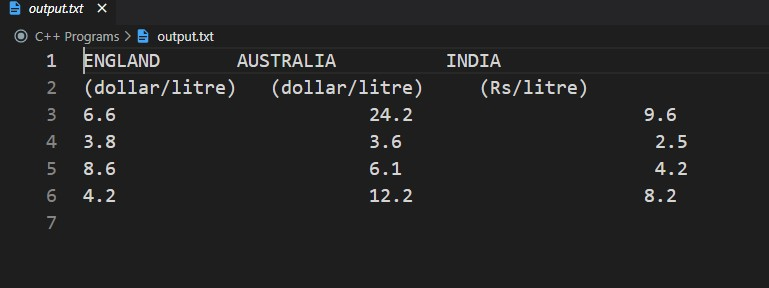 output.txt ×
C++ Programs > output.txt
1 ENGLAND AUSTRALIA INDIA
2 (dollar/litre) (dollar/litre) (Rs/litre)
3 6.6 24.2 9.6
4 3.8 3.6 2.5
5 8.6 6.1 4.2
6 4.2 12.2 8.2
7